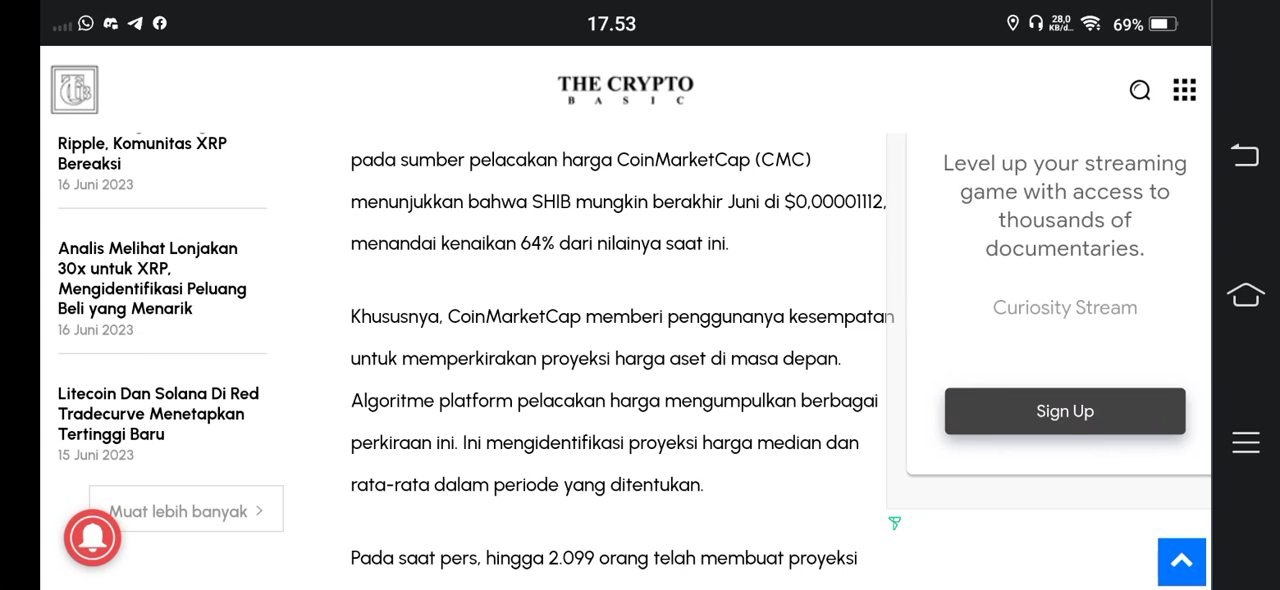 17.53
28,0
KB/d...
69%
THE CRYPTO
BASIC
Ripple, Komunitas XRP
Bereaksi
16 Juni 2023
Analis Melihat Lonjakan
30x untuk XRP,
Mengidentifikasi Peluang
Beli yang Menarik
16 Juni 2023
Litecoin Dan Solana Di Red
Tradecurve Menetapkan
Tertinggi Baru
15 Juni 2023
Muat lebih banyak
pada sumber pelacakan harga CoinMarketCap (CMC)
menunjukkan bahwa SHIB mungkin berakhir Juni di $0,00001112,
menandai kenaikan 64% dari nilainya saat ini.
Khususnya, CoinMarketCap memberi penggunanya kesempatan
untuk memperkirakan proyeksi harga aset di masa depan.
Algoritme platform pelacakan harga mengumpulkan berbagai
perkiraan ini. Ini mengidentifikasi proyeksi harga median dan
rata-rata dalam periode yang ditentukan.
Pada saat pers, hingga 2.099 orang telah membuat proyeksi
Level up your streaming
game with access to
thousands of
documentaries.
Curiosity Stream
Sign Up